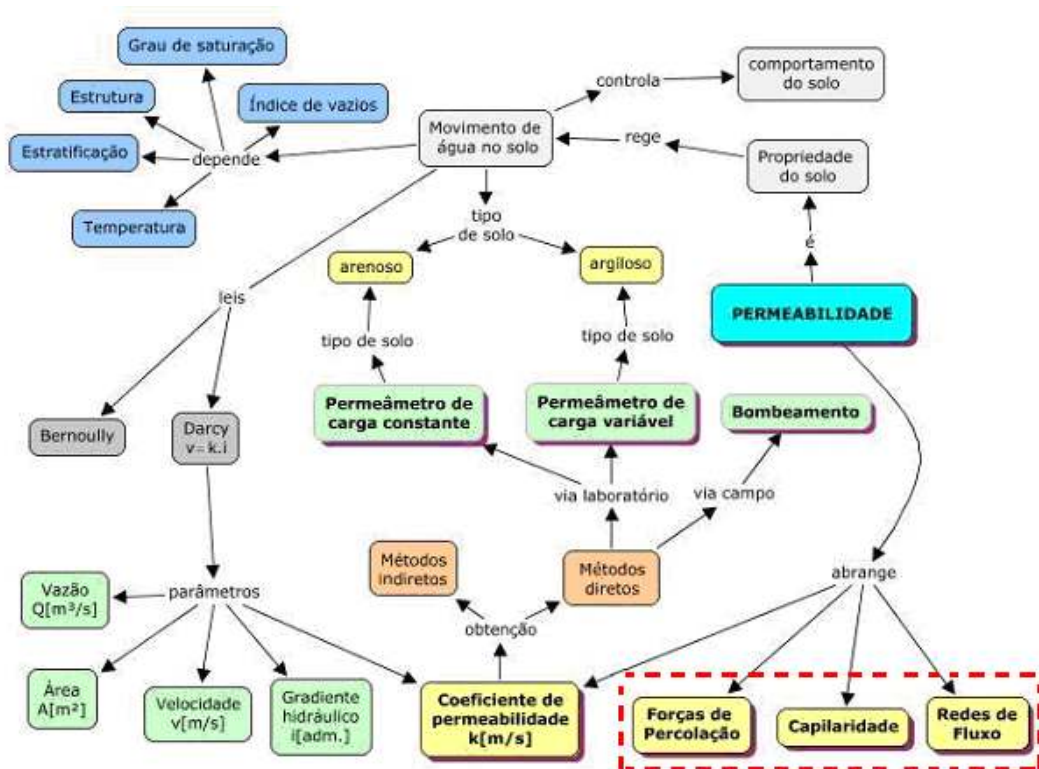 Grau de saturação
Estrutura
Índice de vazios
Estratificação
depende
Temperatura
Movimento de
água no solo
controla
comportamento
do solo
rege
Propriedade
do solo
é
PERMEABILIDADE
tipo
de solo
arenoso
argiloso
leis
tipo de solo
tipo de solo
Permeâmetro de
carga constante
Permeâmetro de
carga variável
Bombeamento
Bernoully
Darcy
v=k.i
via laboratório
via campo
Métodos
indiretos
Métodos
diretos
abrange
Vazão
Q[m³/s]
parâmetros
obtenção
Área
A[m²]
Velocidade
v[m/s]
Gradiente
hidráulico
i[adm.]
Coeficiente de
permeabilidade
k[m/s]
Forças de
Percolação
Capilaridade
Redes de
Fluxo